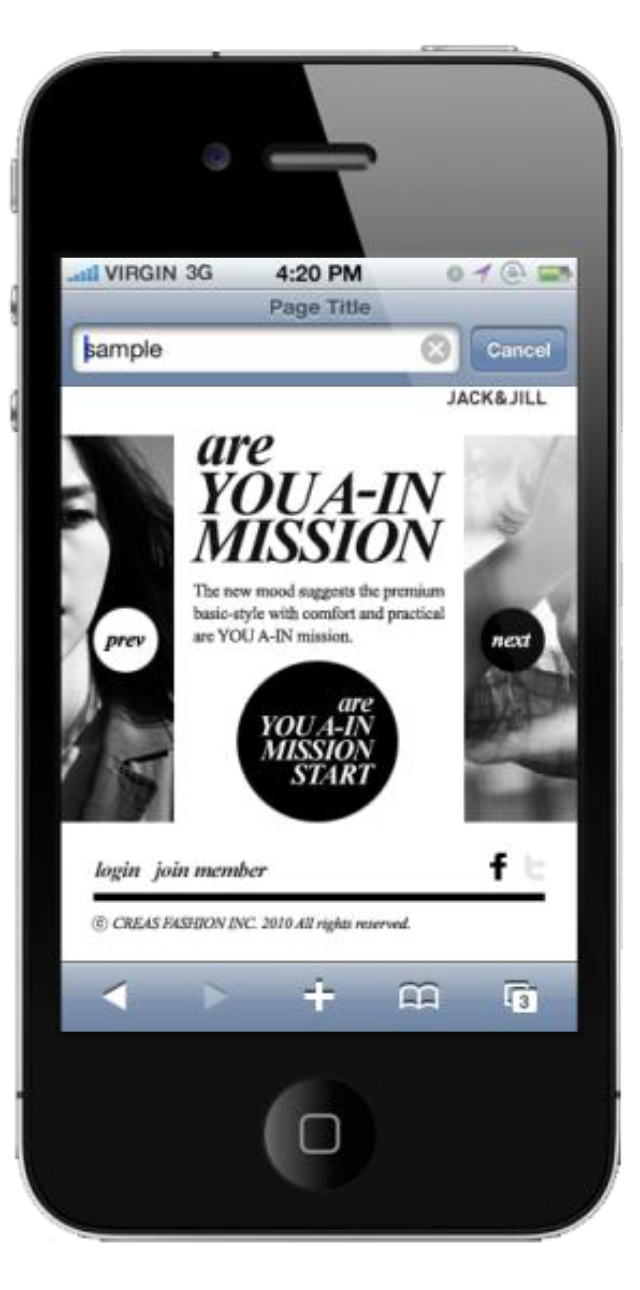 VIRGIN 3G 4:20 PM
Page Title
sample Cancel
JACK&JILL
are
YOU A-IN
MISSION
The new mood suggests the premium
basic-style with comfort and practical
are YOU A-IN mission.
prev
next
are
YOU A-IN
MISSION
START
login join member
f t
© CREAS FASHION INC. 2010 All rights reserved.
3